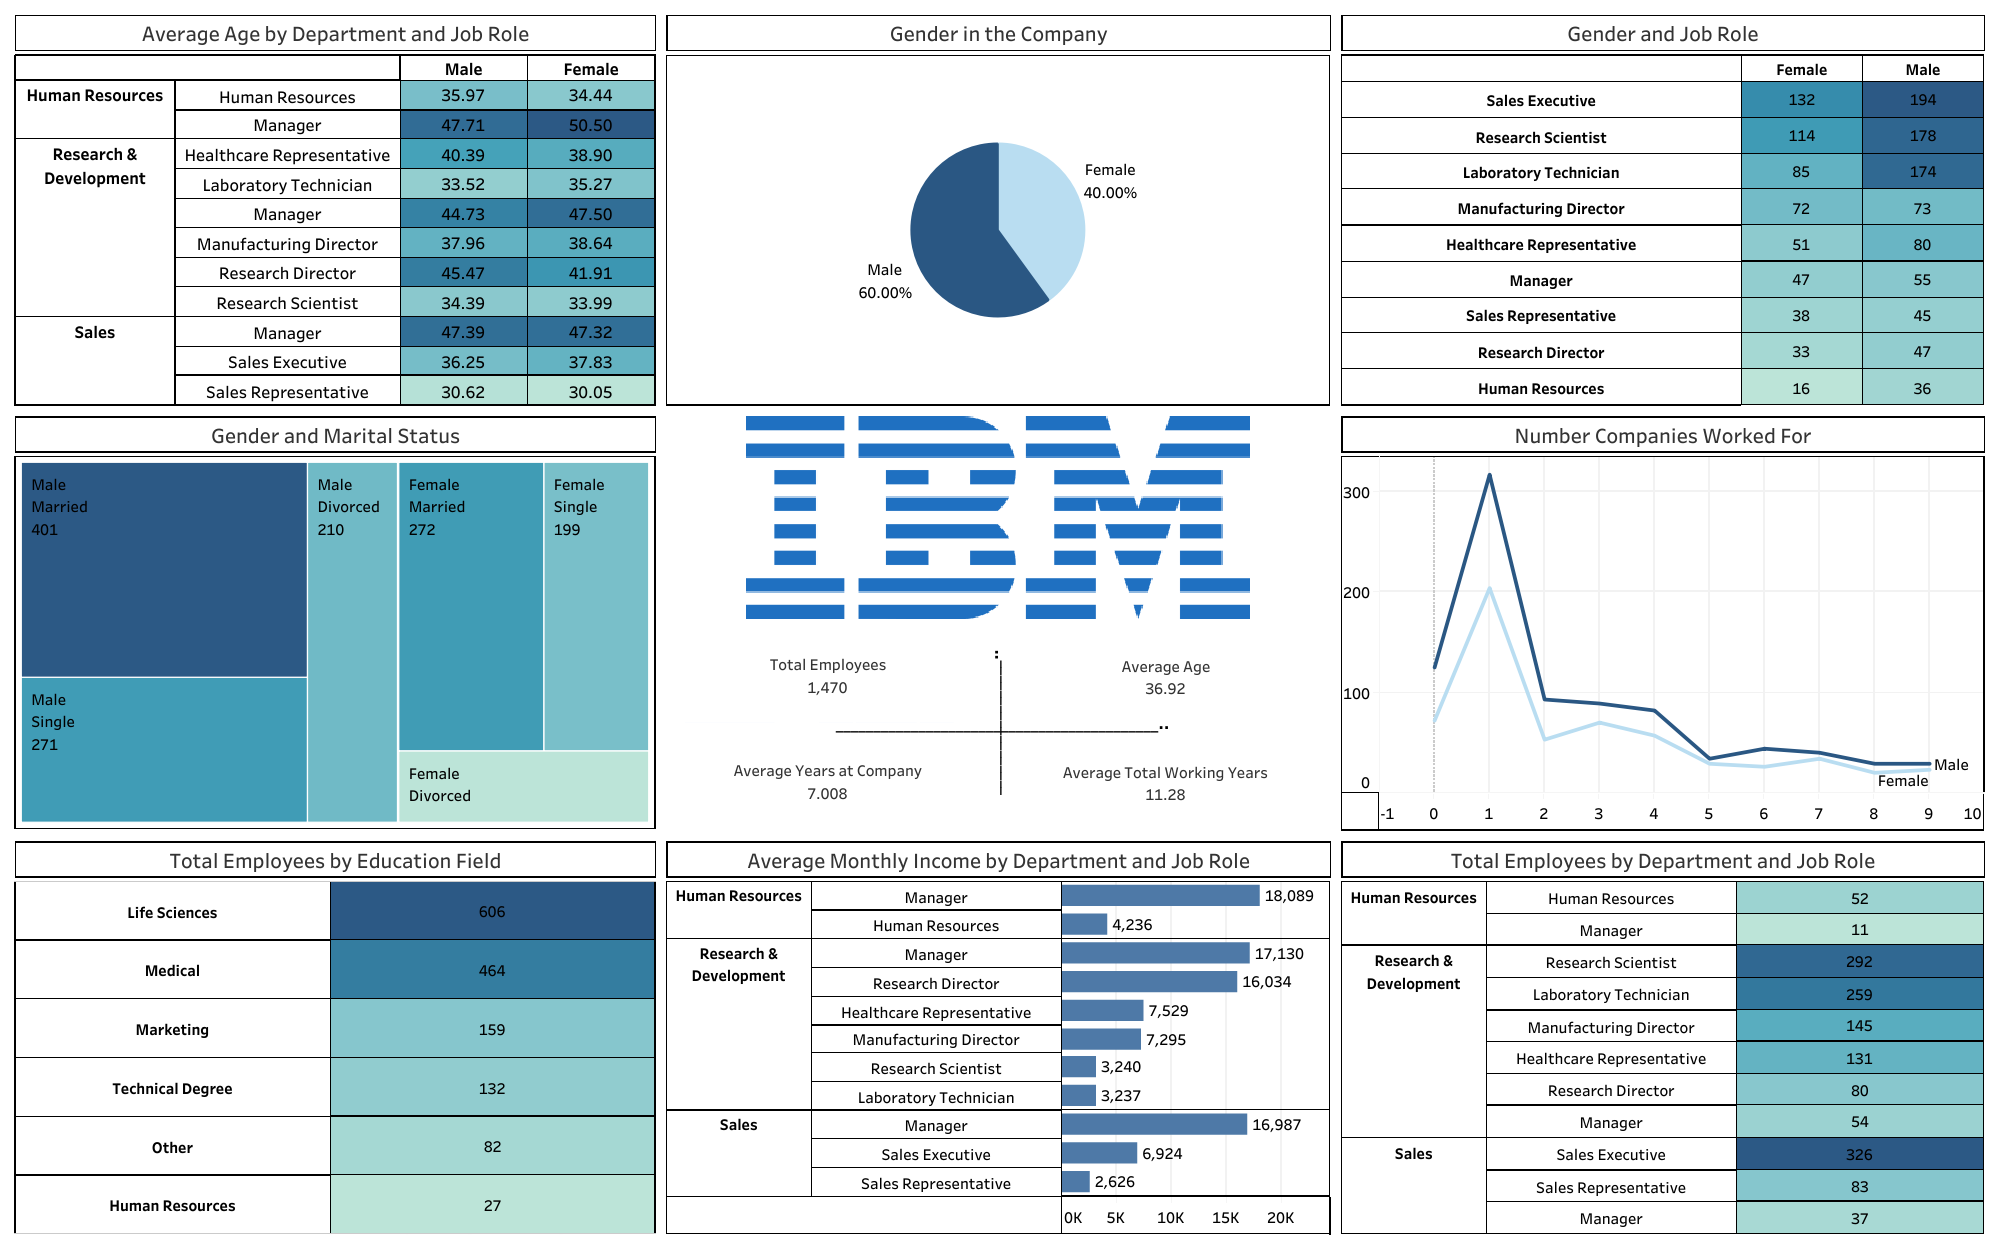 Average Age by Department and Job Role
Male Female
Human Resources Human Resources 35.97 34.44
Manager 47.71 50.50
Research & Development Healthcare Representative 40.39 38.90
Laboratory Technician 33.52 35.27
Manager 44.73 47.50
Manufacturing Director 37.96 38.64
Research Director 45.47 41.91
Research Scientist 34.39 33.99
Sales Manager 47.39 47.32
Sales Executive 36.25 37.83
Sales Representative 30.62 30.05
Gender in the Company
Female
40.00%
Male
60.00%
Gender and Job Role
Female Male
Sales Executive 132 194
Research Scientist 114 178
Laboratory Technician 85 174
Manufacturing Director 72 73
Healthcare Representative 51 80
Manager 47 55
Sales Representative 38 45
Research Director 33 47
Human Resources 16 36
Gender and Marital Status
Male
Married
401
Male
Divorced
210
Female
Married
272
Female
Single
199
Male
Single
271
Female
Divorced
IBM
Total Employees
1,470
Average Age
36.92
Average Years at Company
7.008
Average Total Working Years
11.28
Number Companies Worked For
300
200
100
0
Male
Female
-1 0 1 2 3 4 5 6 7 8 9 10
Total Employees by Education Field
Life Sciences 606
Medical 464
Marketing 159
Technical Degree 132
Other 82
Human Resources 27
Average Monthly Income by Department and Job Role
Human Resources Manager 18,089
Human Resources 4,236
Research & Development Manager 17,130
Research Director 16,034
Healthcare Representative 7,529
Manufacturing Director 7,295
Research Scientist 3,240
Laboratory Technician 3,237
Sales Manager 16,987
Sales Executive 6,924
Sales Representative 2,626
0K 5K 10K 15K 20K
Total Employees by Department and Job Role
Human Resources Human Resources 52
Manager 11
Research & Development Research Scientist 292
Laboratory Technician 259
Manufacturing Director 145
Healthcare Representative 131
Research Director 80
Manager 54
Sales Sales Executive 326
Sales Representative 83
Manager 37